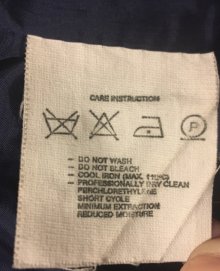 CARE INSTRUCTION
P
- DO NOT WASH
- DO NOT BLEACH
- COOL IRON (MAX. 110ºC)
- PROFESSIONALLY DRY CLEAN
PERCHLORETHYLENE
SHORT CYCLE
MINIMUM EXTRACTION
REDUCED MOISTURE